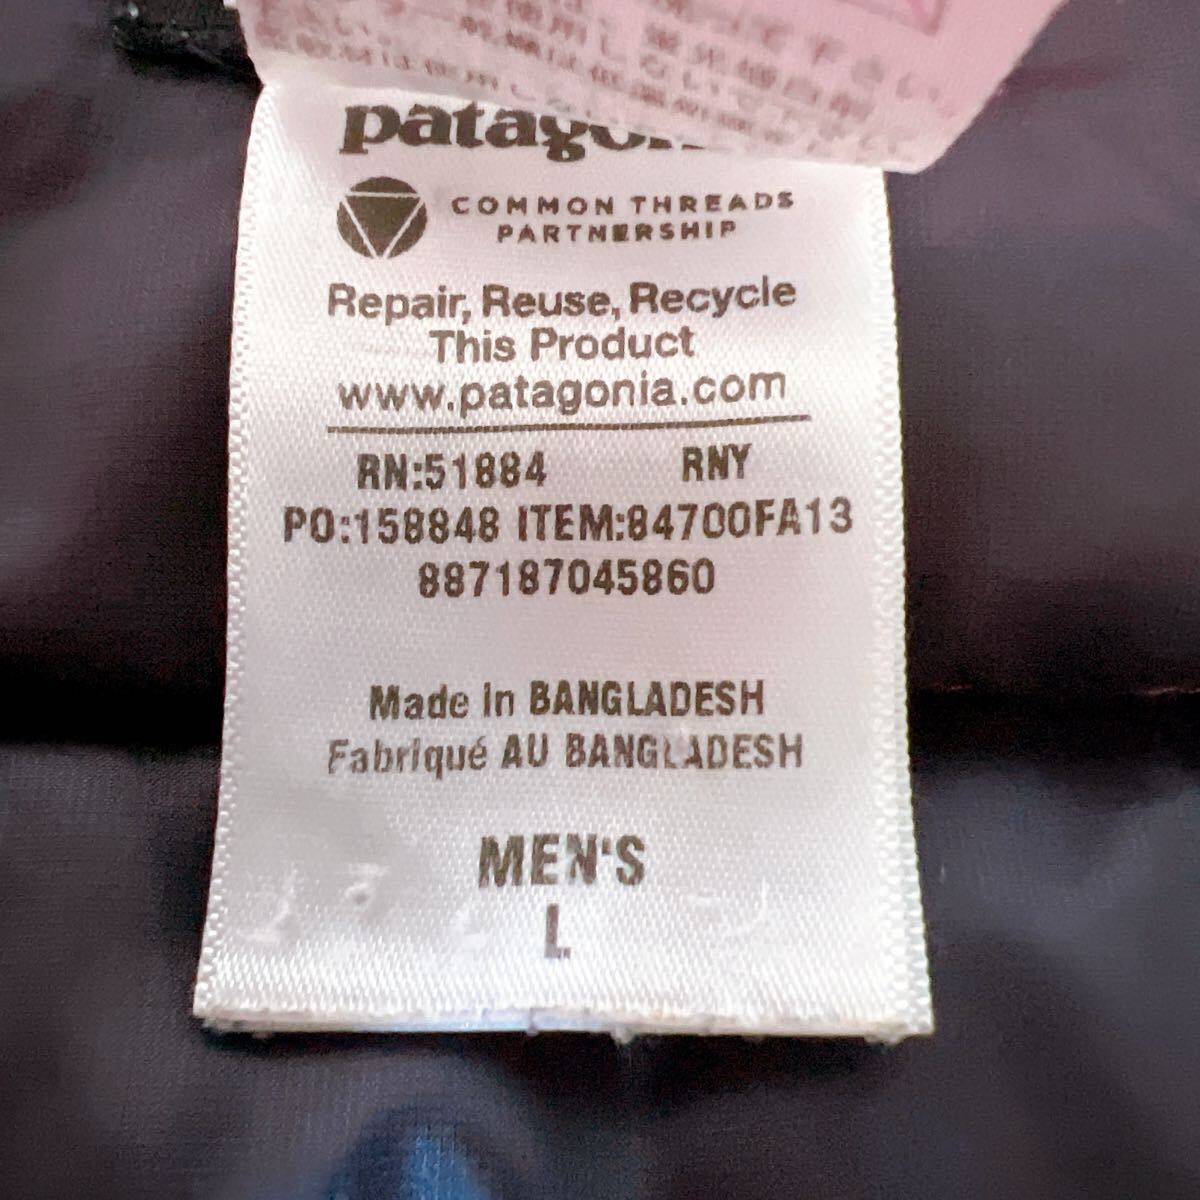 patagonia
COMMON THREADS
PARTNERSHIP
Repair, Reuse, Recycle
This Product
www.patagonia.com
RN:51884 RNY
PO:158848 ITEM:84700FA13
887187045860
Made in BANGLADESH
Fabriqué AU BANGLADESH
MEN'S
L